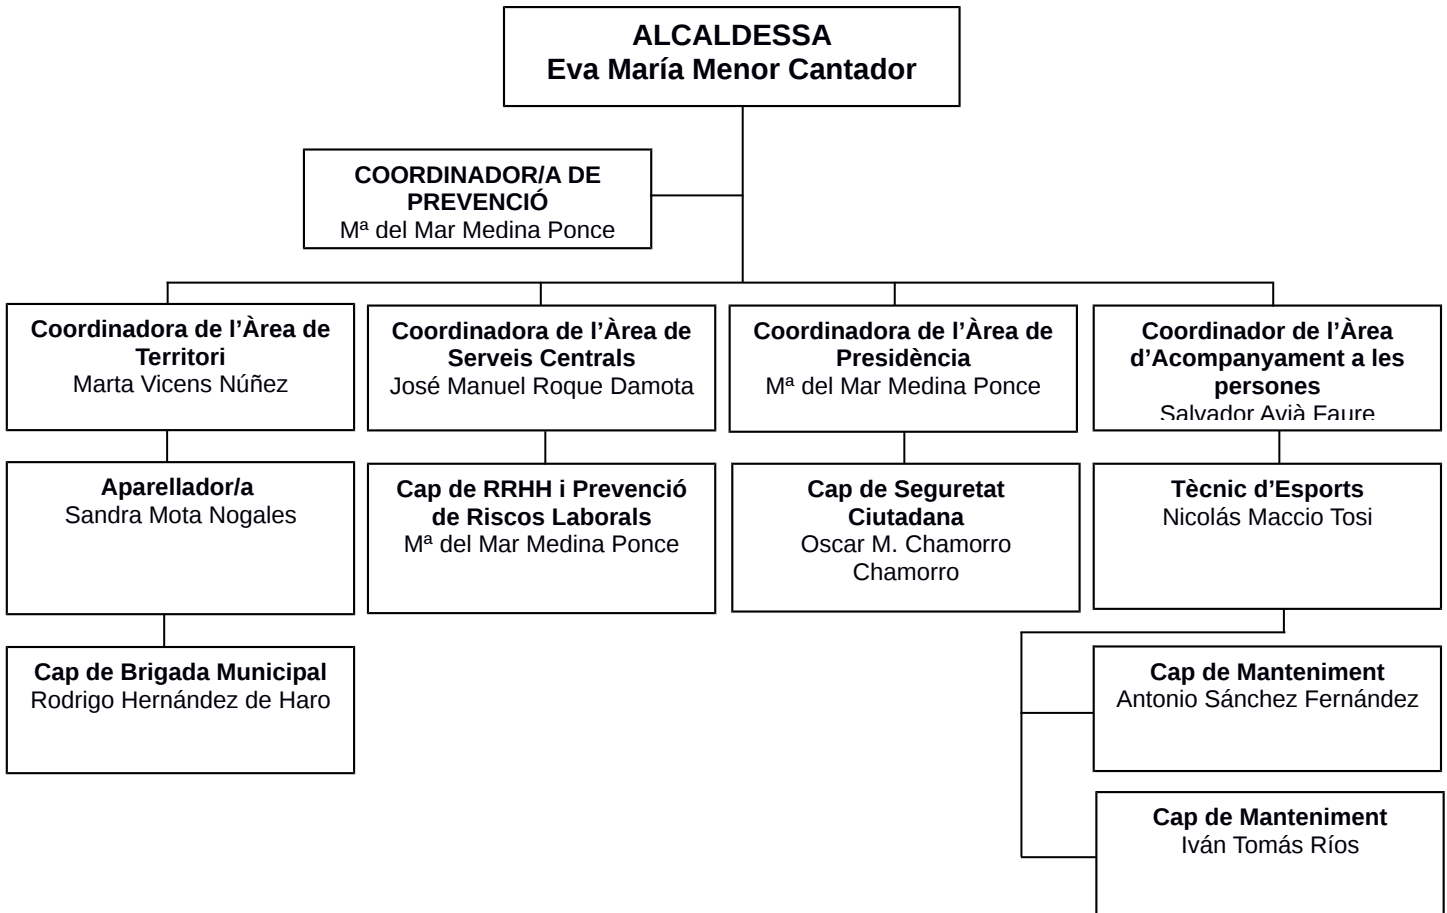 ALCALDESSA
Eva María Menor Cantador
COORDINADOR/A DE
PREVENCIÓ
Mª del Mar Medina Ponce
Coordinadora de l’Àrea de
Territori
Marta Vicens Núñez
Coordinadora de l’Àrea de
Serveis Centrals
José Manuel Roque Damota
Coordinadora de l’Àrea de
Presidència
Mª del Mar Medina Ponce
Coordinador de l’Àrea
d’Acompanyament a les
persones
Salvador Avià Faure
Aparellador/a
Sandra Mota Nogales
Cap de RRHH i Prevenció
de Riscos Laborals
Mª del Mar Medina Ponce
Cap de Seguretat
Ciutadana
Oscar M. Chamorro
Chamorro
Tècnic d’Esports
Nicolás Maccio Tosi
Cap de Brigada Municipal
Rodrigo Hernández de Haro
Cap de Manteniment
Antonio Sánchez Fernández
Cap de Manteniment
Iván Tomás Ríos